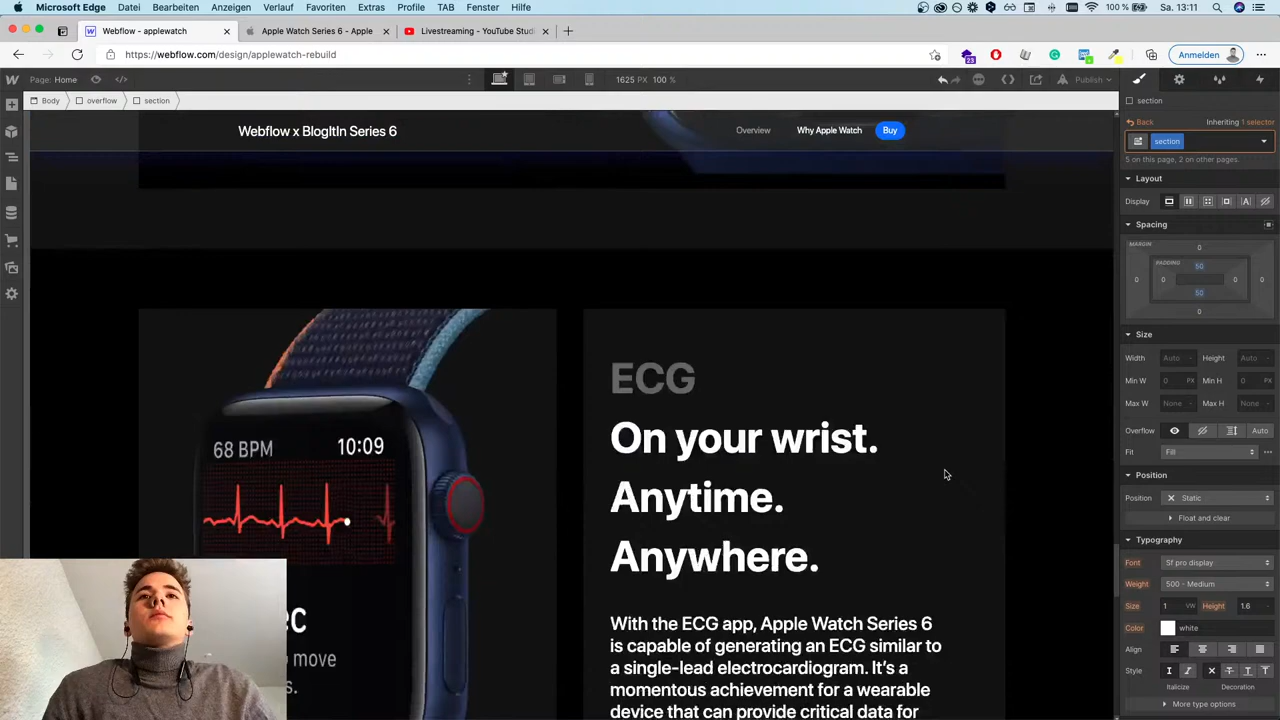 Microsoft Edge Datei Bearbeiten Anzeigen Verlauf Favoriten Extras Profile TAB Fenster Hilfe 100 % Sa. 13:11
Webflow - applewatch
Apple Watch Series 6 - Apple
Livestreaming - YouTube Studi
https://webflow.com/design/applewatch-rebuild
23
Anmelden
Page: Home
1625 PX 100 %
Publish
Body overflow section
section
Back
Inheriting 1 selector
section
5 on this page, 2 on other pages.
Layout
Display
Spacing
MARGIN
0
PADDING
50
0 0 0 0
50
0
Size
Width Auto - Height Auto -
Min W 0 PX Min H 0 PX
Max W None - Max H None -
Overflow Auto
Fit Fill
Position
Position Static
Float and clear
Typography
Font Sf pro display
Weight 500 - Medium
Size 1 VW Height 1.6 -
Color white
Align
Style
Italicize Decoration
More type options
Webflow x BlogItIn Series 6
Overview Why Apple Watch Buy
68 BPM 10:09
ec
o move
s.
ECG
On your wrist.
Anytime.
Anywhere.
With the ECG app, Apple Watch Series 6
is capable of generating an ECG similar to
a single-lead electrocardiogram. It's a
momentous achievement for a wearable
device that can provide critical data for